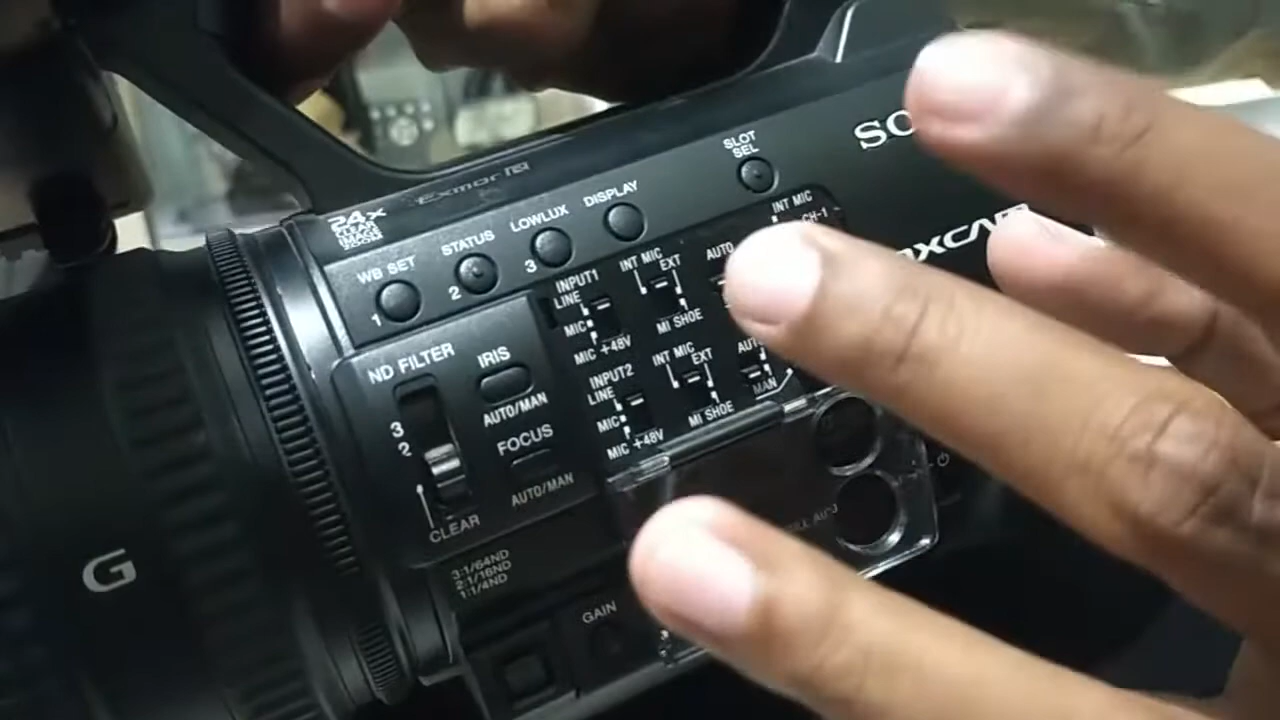 Exmor R
24x
CLEAR
IMAGE
ZOOM
SO
SLOT
SEL
DISPLAY
LOWLUX
3
STATUS
2
WB SET
1
INT MIC
CH-1
INPUT1
LINE
MIC
MIC +48V
INT MIC
EXT
MI SHOE
AUTO
INPUT2
LINE
MIC
MIC +48V
INT MIC
EXT
MI SHOE
MAN
ND FILTER
3
2
1
CLEAR
IRIS
AUTO/MAN
FOCUS
AUTO/MAN
3:1/64ND
2:1/16ND
1:1/4ND
GAIN
G